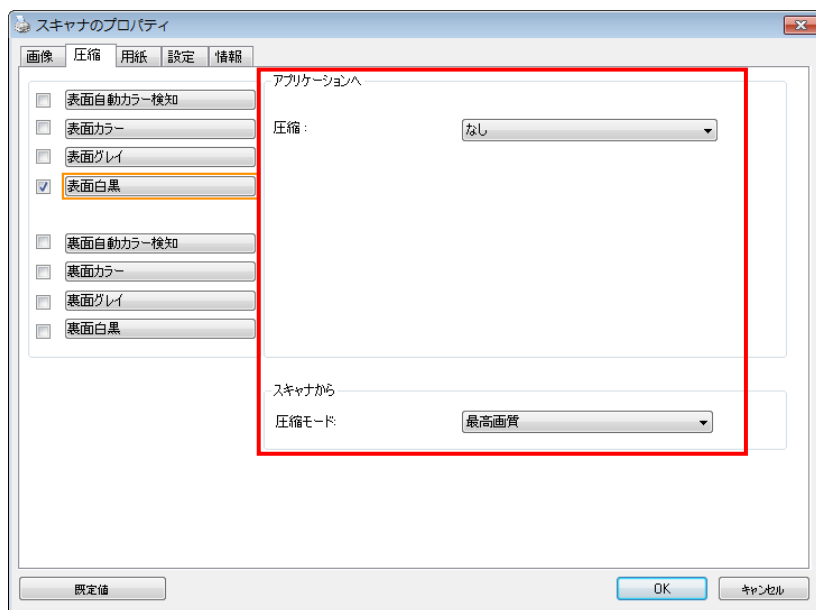 スキャナのプロパティ
画像 圧縮 用紙 設定 情報
アプリケーションへ
表面自動カラー検知
表面カラー
圧縮： なし
表面グレイ
表面白黒
裏面自動カラー検知
裏面カラー
裏面グレイ
裏面白黒
スキャナから
圧縮モード: 最高画質
既定値 OK キャンセル